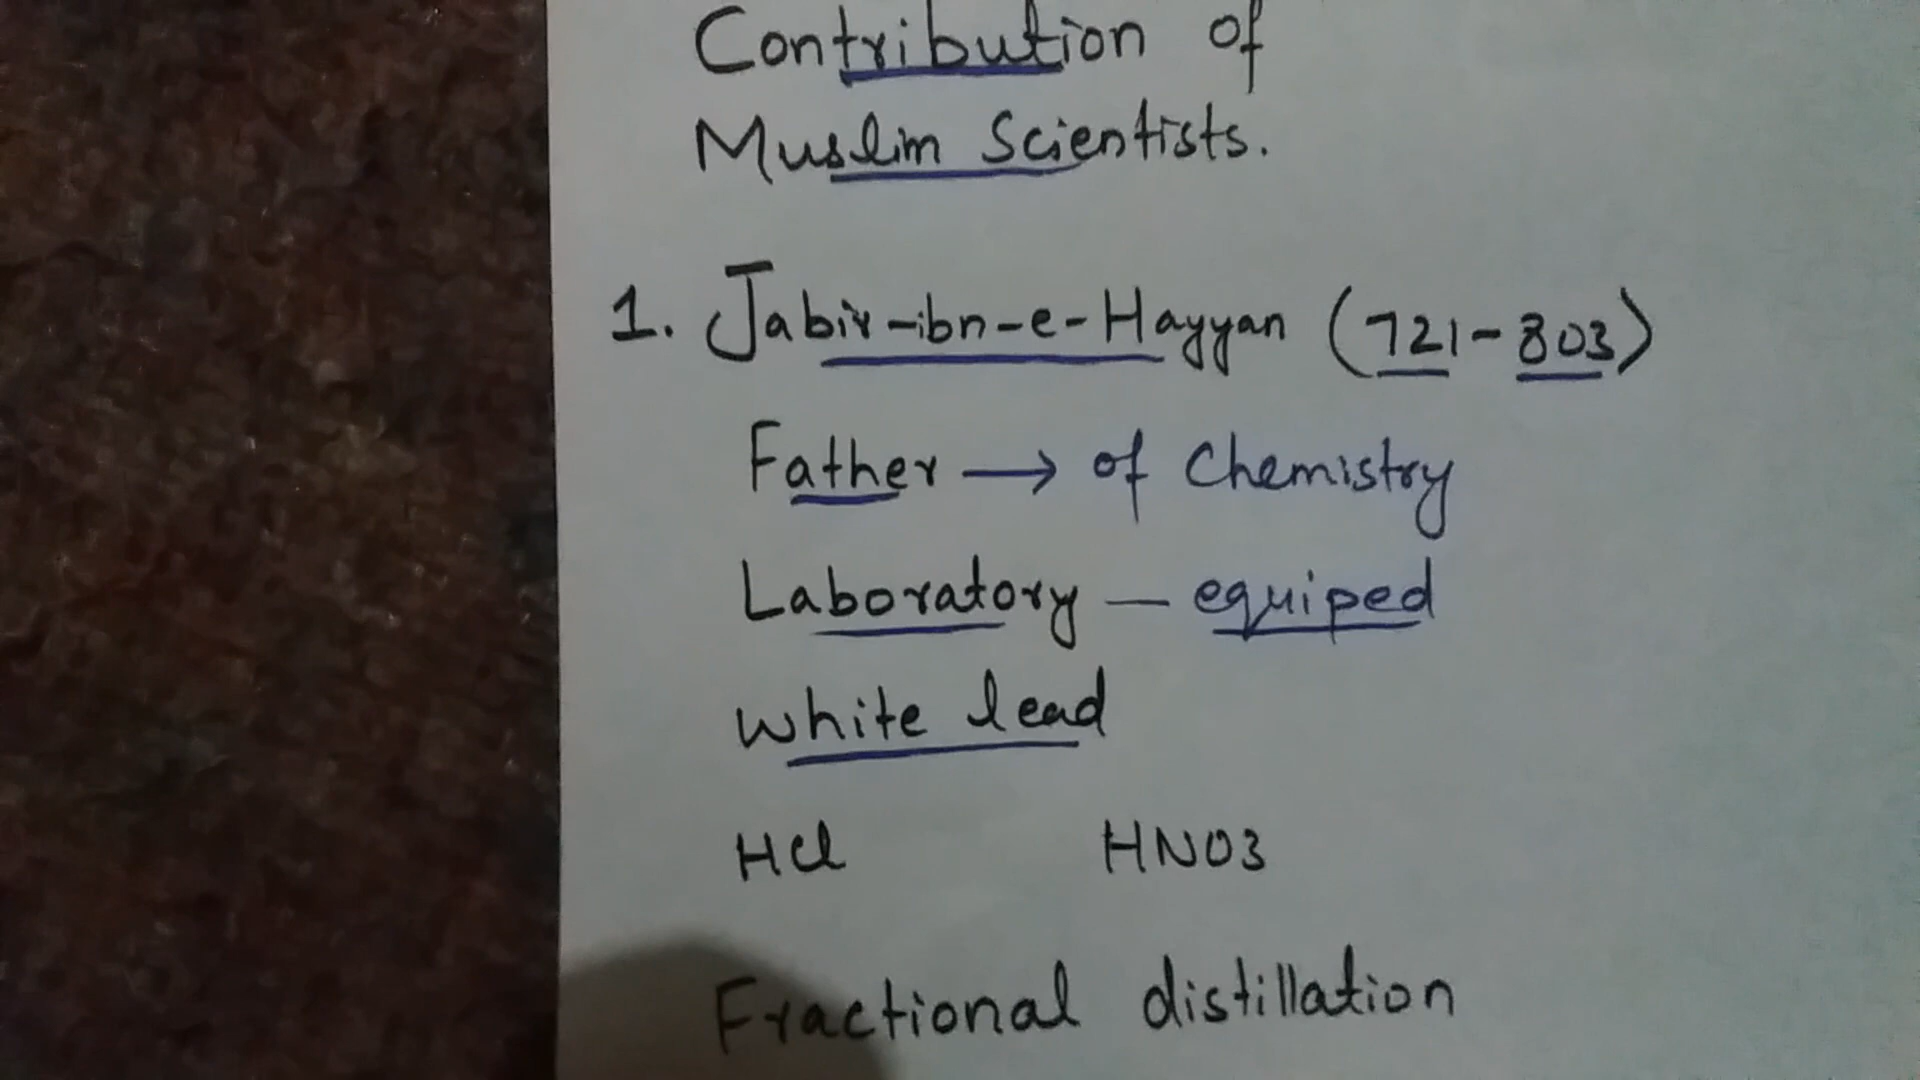 Contribution of
Muslim Scientists.
1. Jabir-ibn-e-Hayyan (721-803)
Father → of Chemistry
Laboratory — equiped
white lead
HCl HNO3
Fractional distillation